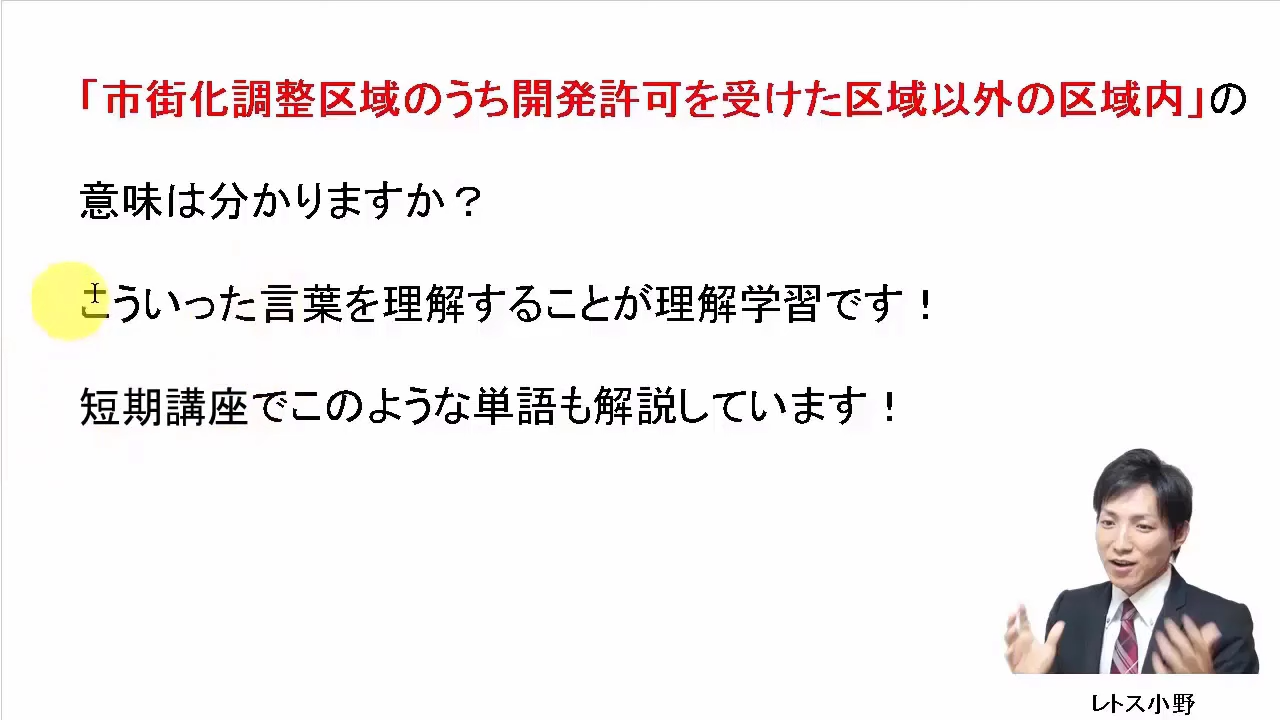 「市街化調整区域のうち開発許可を受けた区域以外の区域内」の
意味は分かりますか？
こういった言葉を理解することが理解学習です！
短期講座でこのような単語も解説しています！
レトス小野